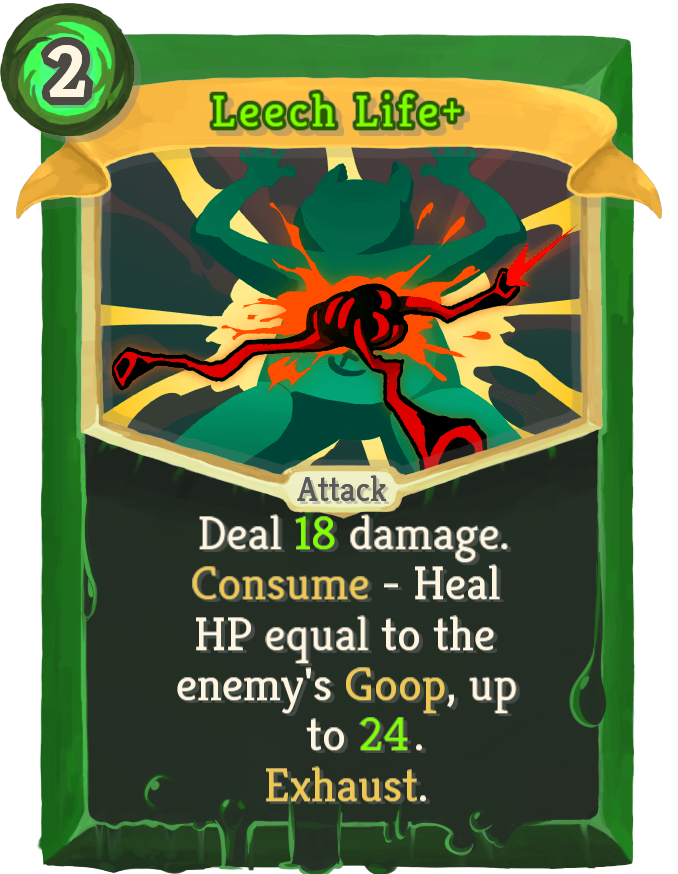 2
Leech Life+
Attack
Deal 18 damage.
Consume - Heal
HP equal to the
enemy's Goop, up
to 24.
Exhaust.